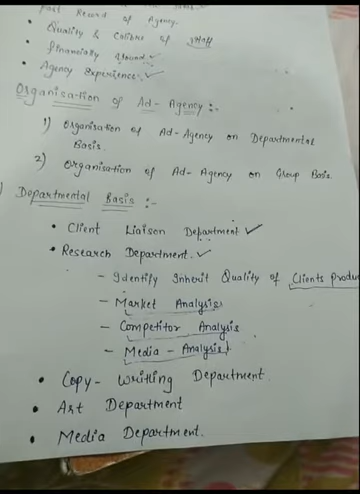 Past Record of Agency.
• Quality & Calibre of Staff
• Financially Sound.
• Agency Experience.
Organisation of Ad-Agency :-
1) Organisation of Ad-Agency on Departmental
Basis.
2) Organisation of Ad-Agency on Group Basis
) Departmental Basis :-
• Client Liaison Department ✓
• Research Department. ✓
- Identify Inherit Quality of Clients Produc
- Market Analysis
- Competitor Analysis
- Media - Analysis
• Copy-Writing Department.
• Art Department
• Media Department.